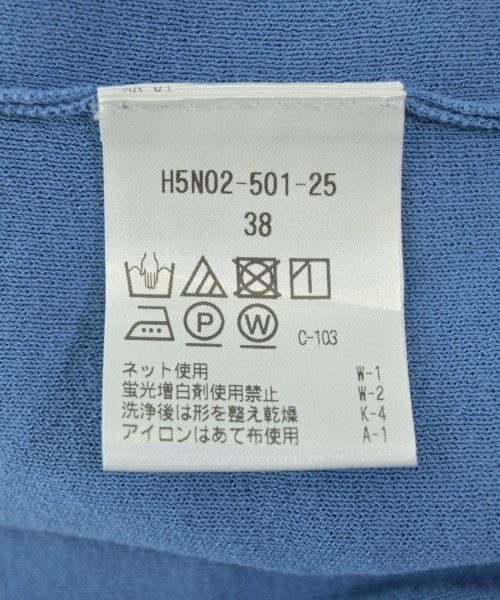 H5N02-501-25
38
P W C-103
ネット使用 W-1
蛍光増白剤使用禁止 W-2
洗浄後は形を整え乾燥 K-4
アイロンはあて布使用 A-1